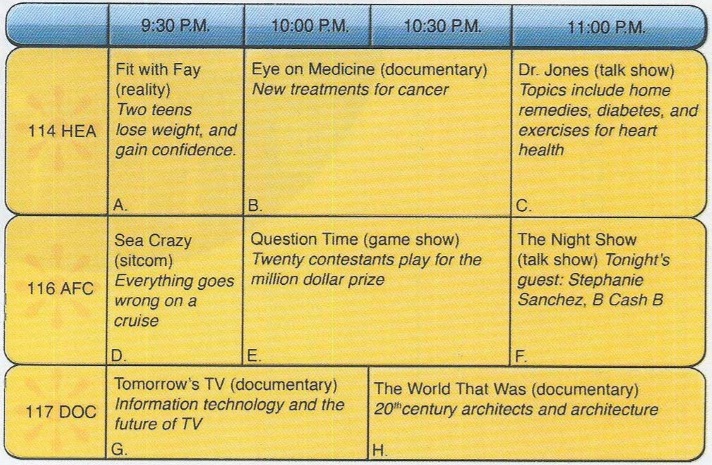 9:30 P.M. 10:00 P.M. 10:30 P.M. 11:00 P.M.
114 HEA
Fit with Fay
(reality)
Two teens
lose weight, and
gain confidence.
A.
Eye on Medicine (documentary)
New treatments for cancer
B.
Dr. Jones (talk show)
Topics include home
remedies, diabetes, and
exercises for heart
health
C.
116 AFC
Sea Crazy
(sitcom)
Everything goes
wrong on a
cruise
D.
Question Time (game show)
Twenty contestants play for the
million dollar prize
E.
The Night Show
(talk show) Tonight's
guest: Stephanie
Sanchez, B Cash B
F.
117 DOC
Tomorrow's TV (documentary)
Information technology and the
future of TV
G.
The World That Was (documentary)
20th century architects and architecture
H.